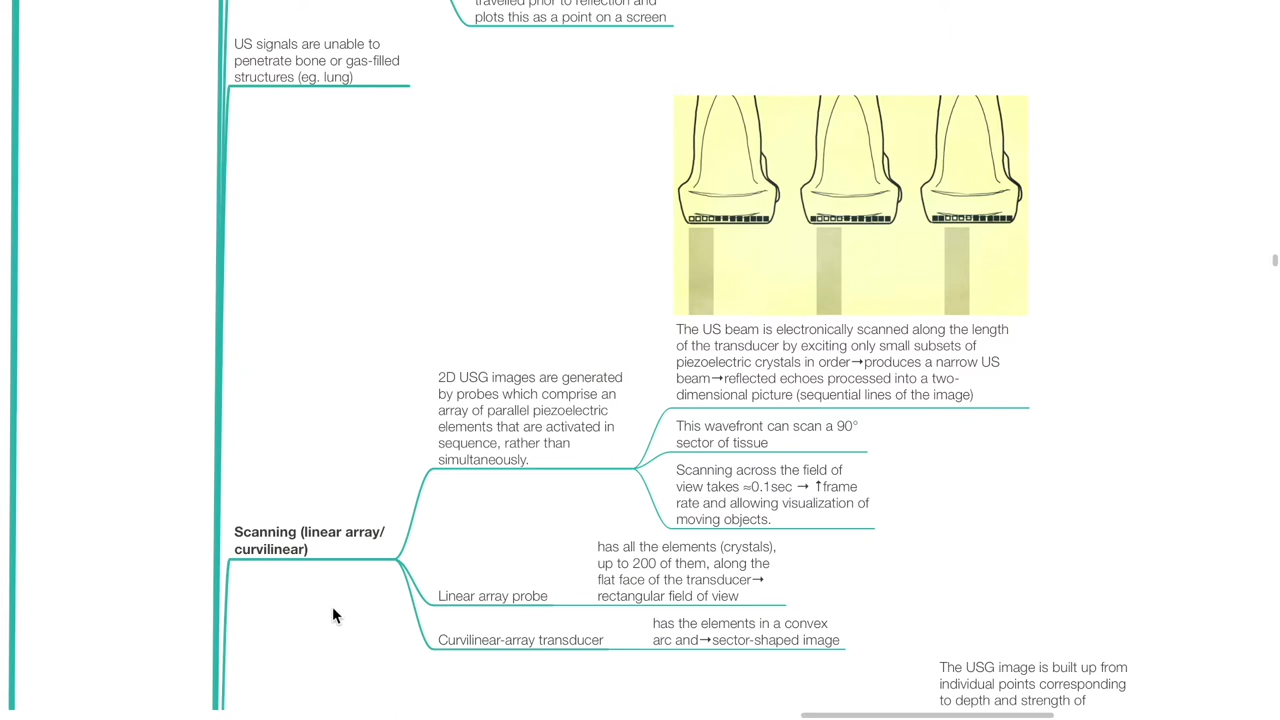 travelled prior to reflection and
plots this as a point on a screen
US signals are unable to
penetrate bone or gas-filled
structures (eg. lung)
The US beam is electronically scanned along the length
of the transducer by exciting only small subsets of
piezoelectric crystals in order→produces a narrow US
beam→reflected echoes processed into a two-
dimensional picture (sequential lines of the image)
2D USG images are generated
by probes which comprise an
array of parallel piezoelectric
elements that are activated in
sequence, rather than
simultaneously.
This wavefront can scan a 90°
sector of tissue
Scanning across the field of
view takes ≈0.1sec → ↑frame
rate and allowing visualization of
moving objects.
Scanning (linear array/
curvilinear)
has all the elements (crystals),
up to 200 of them, along the
flat face of the transducer→
rectangular field of view
Linear array probe
has the elements in a convex
arc and→sector-shaped image
Curvilinear-array transducer
The USG image is built up from
individual points corresponding
to depth and strength of